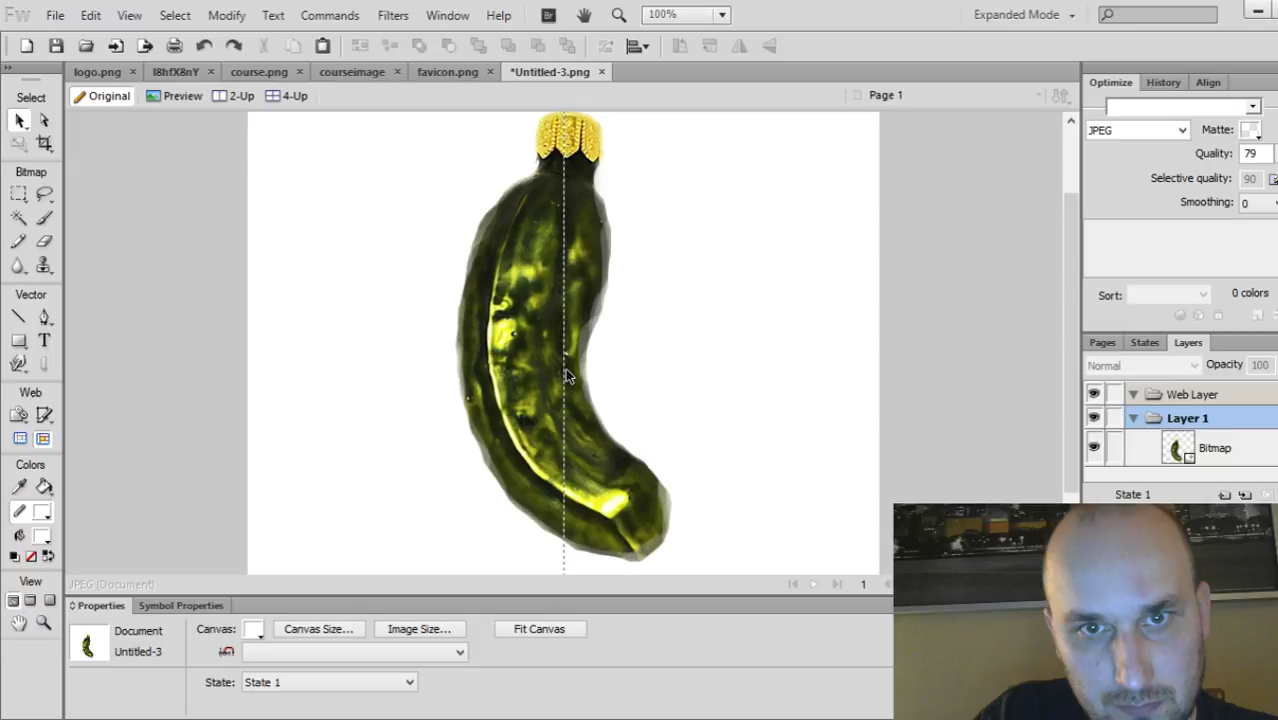 Fw File Edit View Select Modify Text Commands Filters Window Help Br 100% Expanded Mode
logo.png I8hfX8nY course.png courseimage favicon.png *Untitled-3.png
Original Preview 2-Up 4-Up Page 1
Select
Bitmap
Vector
Web
Colors
View
Optimize History Align
JPEG Matte:
Quality: 79
Selective quality: 90
Smoothing: 0
Sort: 0 colors
Pages States Layers
Normal Opacity 100
Web Layer
Layer 1
Bitmap
State 1
JPEG (Document) 1
Properties Symbol Properties
Document Canvas: Canvas Size... Image Size... Fit Canvas
Untitled-3
State: State 1